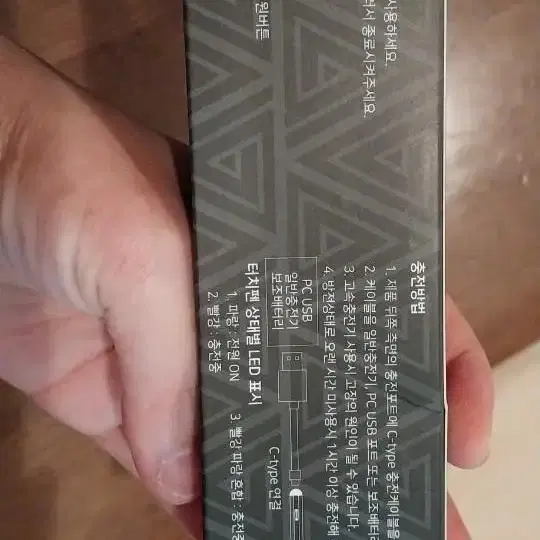 사용하세요.
서 종료시켜주세요.
원버튼
충전방법
1. 제품 뒤쪽 측면의 충전포트에 C-type 충전케이블을
2. 케이블을 일반충전기, PC USB 포트 또는 보조배터리
3. 고속충전기 사용시 고장의 원인이 될 수 있습니다.
4. 방전상태로 오래 시간 미사용시 1시간 이상 충전해
PC USB
일반충전기
보조배터리
C-type 연결
터치펜 상태별 LED 표시
1. 파랑 : 전원 ON
2. 빨강 : 충전중
3. 빨강 파랑 혼합 : 충전중